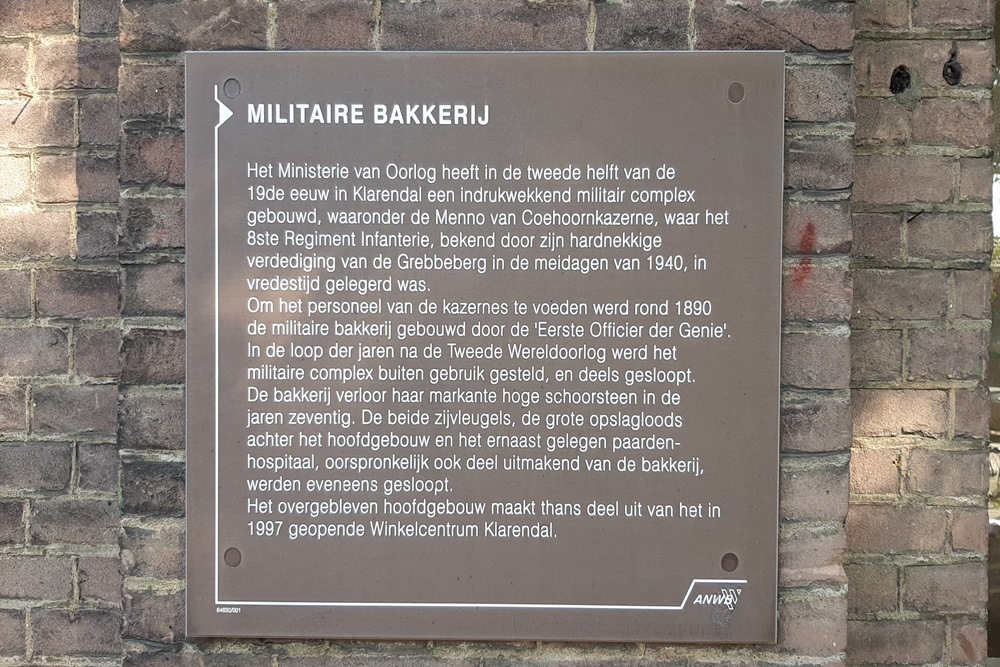 MILITAIRE BAKKERIJ
Het Ministerie van Oorlog heeft in de tweede helft van de
19de eeuw in Klarendal een indrukwekkend militair complex
gebouwd, waaronder de Menno van Coehoornkazerne, waar het
8ste Regiment Infanterie, bekend door zijn hardnekkige
verdediging van de Grebbeberg in de meidagen van 1940, in
vredestijd gelegerd was.
Om het personeel van de kazernes te voeden werd rond 1890
de militaire bakkerij gebouwd door de 'Eerste Officier der Genie'.
In de loop der jaren na de Tweede Wereldoorlog werd het
militaire complex buiten gebruik gesteld, en deels gesloopt.
De bakkerij verloor haar markante hoge schoorsteen in de
jaren zeventig. De beide zijvleugels, de grote opslagloods
achter het hoofdgebouw en het ernaast gelegen paarden-
hospitaal, oorspronkelijk ook deel uitmakend van de bakkerij,
werden eveneens gesloopt.
Het overgebleven hoofdgebouw maakt thans deel uit van het in
1997 geopende Winkelcentrum Klarendal.
64630/001
ANWB